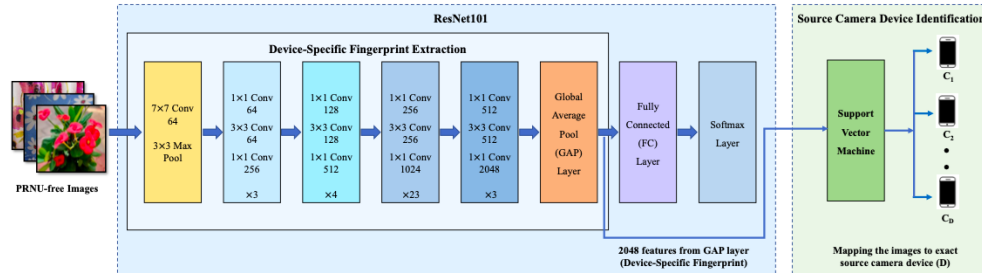 ResNet101
Source Camera Device Identification
Device-Specific Fingerprint Extraction
PRNU-free Images
7×7 Conv
64
3×3 Max
Pool
1×1 Conv
64
3×3 Conv
64
1×1 Conv
256
×3
1×1 Conv
128
3×3 Conv
128
1×1 Conv
512
×4
1×1 Conv
256
3×3 Conv
256
1×1 Conv
1024
×23
1×1 Conv
512
3×3 Conv
512
1×1 Conv
2048
×3
Global
Average
Pool
(GAP)
Layer
Fully
Connected
(FC)
Layer
Softmax
Layer
2048 features from GAP layer
(Device-Specific Fingerprint)
Support
Vector
Machine
C₁
C₂
C_D
Mapping the images to exact
source camera device (D)